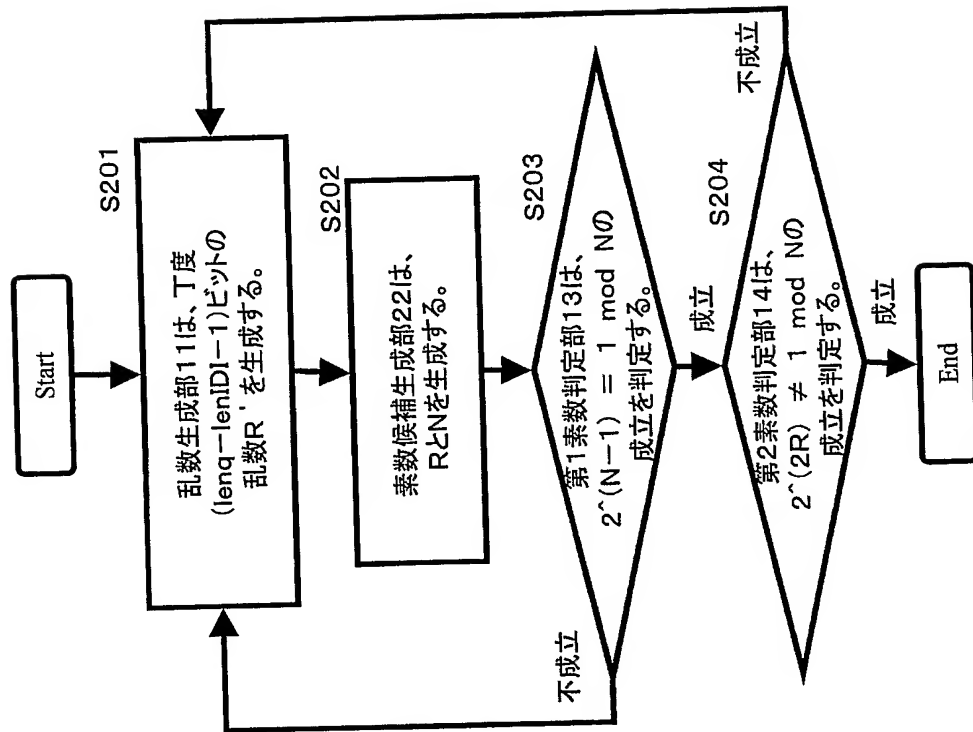 Start
S201
乱数生成部11は、丁度
(lenq－lenIDI－1)ビットの
乱数R'を生成する。
S202
素数候補生成部22は、
RとNを生成する。
S203
第1素数判定部13は、
2^(N－1) ＝ 1 mod Nの
成立を判定する。
不成立
成立
S204
第2素数判定部14は、
2^(2R) ≠ 1 mod Nの
成立を判定する。
不成立
成立
End